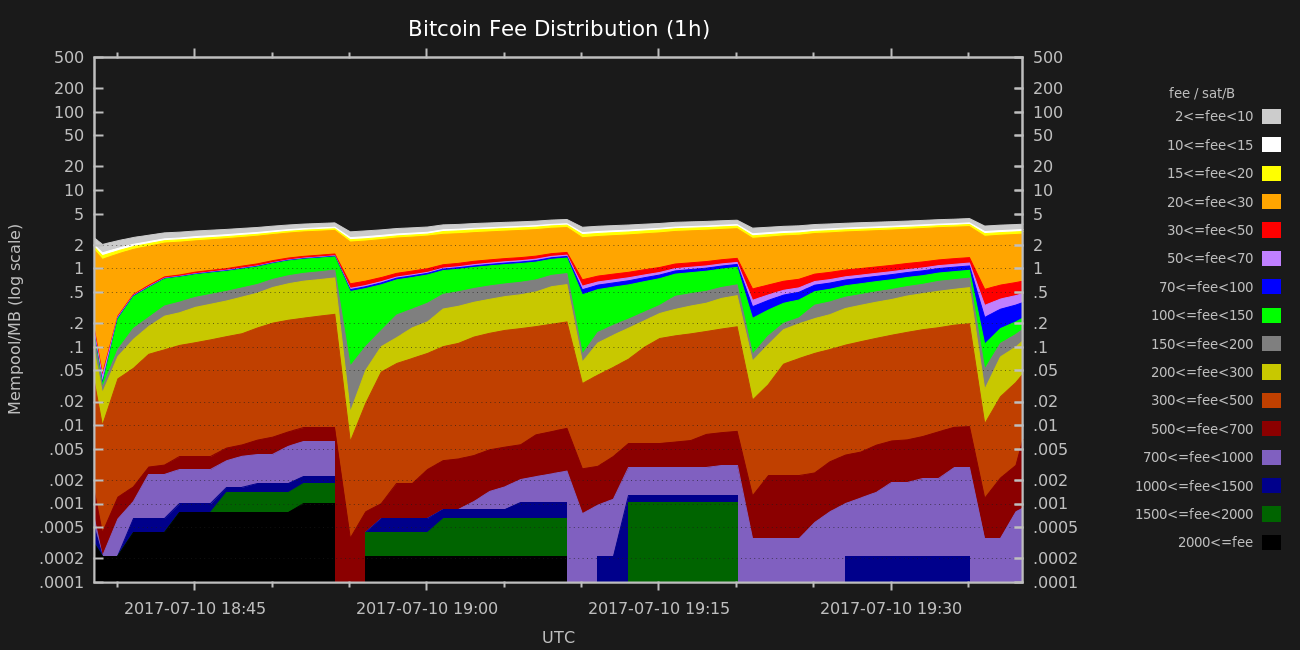 Bitcoin Fee Distribution (1h)
Mempool/MB (log scale)
500
200
100
50
20
10
5
2
1
.5
.2
.1
.05
.02
.01
.005
.002
.001
.0005
.0002
.0001
500
200
100
50
20
10
5
2
1
.5
.2
.1
.05
.02
.01
.005
.002
.001
.0005
.0002
.0001
2017-07-10 18:45
2017-07-10 19:00
2017-07-10 19:15
2017-07-10 19:30
UTC
fee / sat/B
2<=fee<10
10<=fee<15
15<=fee<20
20<=fee<30
30<=fee<50
50<=fee<70
70<=fee<100
100<=fee<150
150<=fee<200
200<=fee<300
300<=fee<500
500<=fee<700
700<=fee<1000
1000<=fee<1500
1500<=fee<2000
2000<=fee